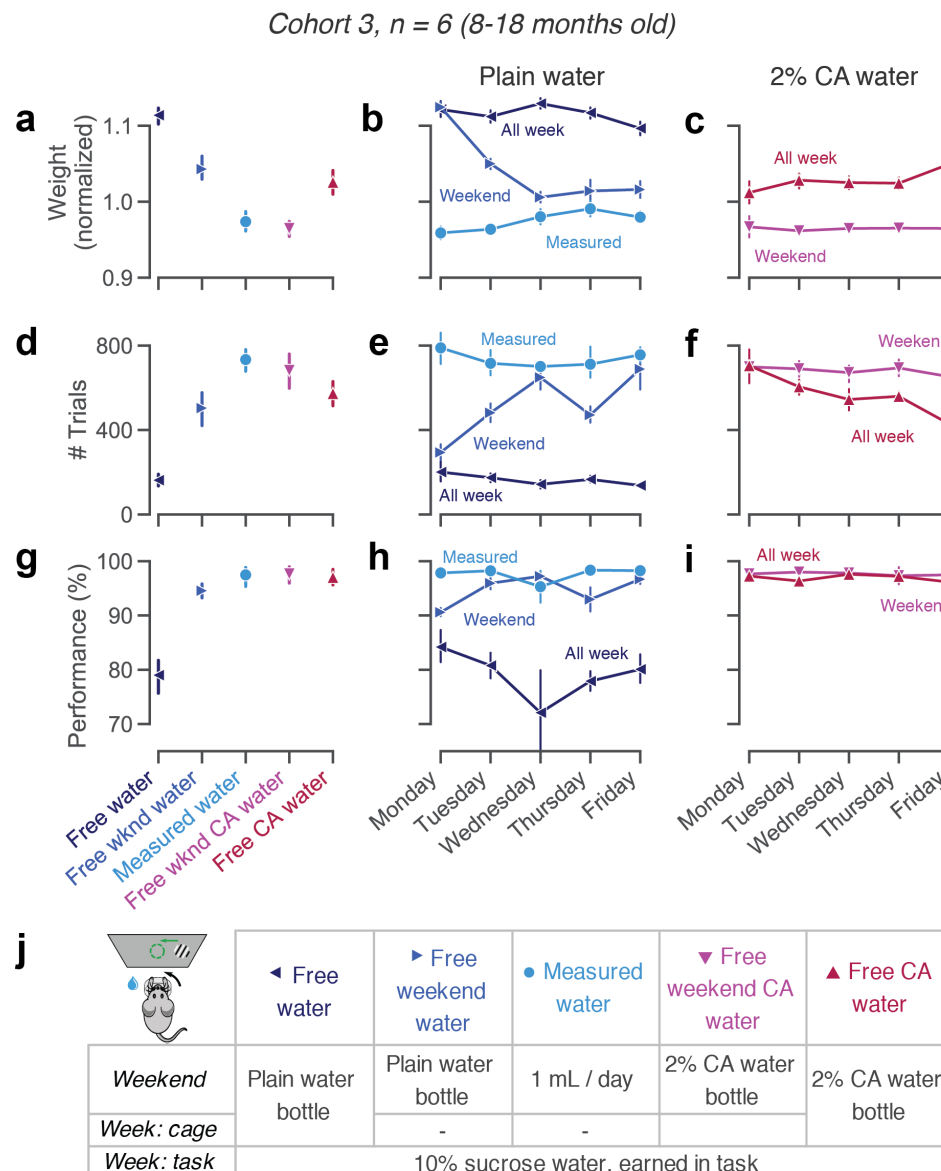 Cohort 3, n = 6 (8-18 months old)
Plain water
2% CA water
a
Weight
(normalized)
1.1
1.0
0.9
b
All week
Weekend
Measured
c
All week
Weekend
d
# Trials
800
400
0
e
Measured
Weekend
All week
f
Weeken
All week
g
Performance (%)
100
90
80
70
h
Measured
Weekend
All week
i
All week
Weeken
Free water
Free wknd water
Measured water
Free wknd CA water
Free CA water
Monday
Tuesday
Wednesday
Thursday
Friday
Monday
Tuesday
Wednesday
Thursday
Friday
j
Free
water
Free
weekend
water
Measured
water
Free
weekend CA
water
Free CA
water
Weekend
Plain water
bottle
Plain water
bottle
1 mL / day
2% CA water
bottle
2% CA water
bottle
Week: cage
-
-
Week: task
10% sucrose water, earned in task